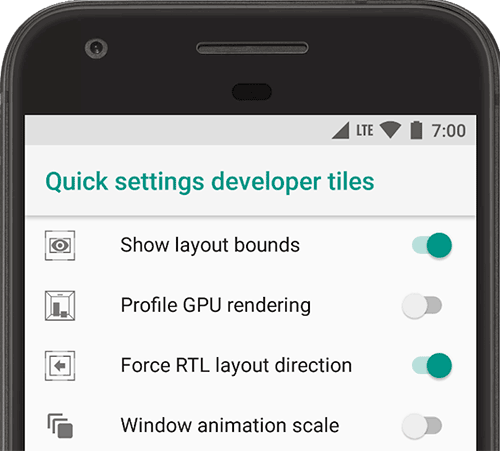 LTE 7:00
Quick settings developer tiles
Show layout bounds
Profile GPU rendering
Force RTL layout direction
Window animation scale